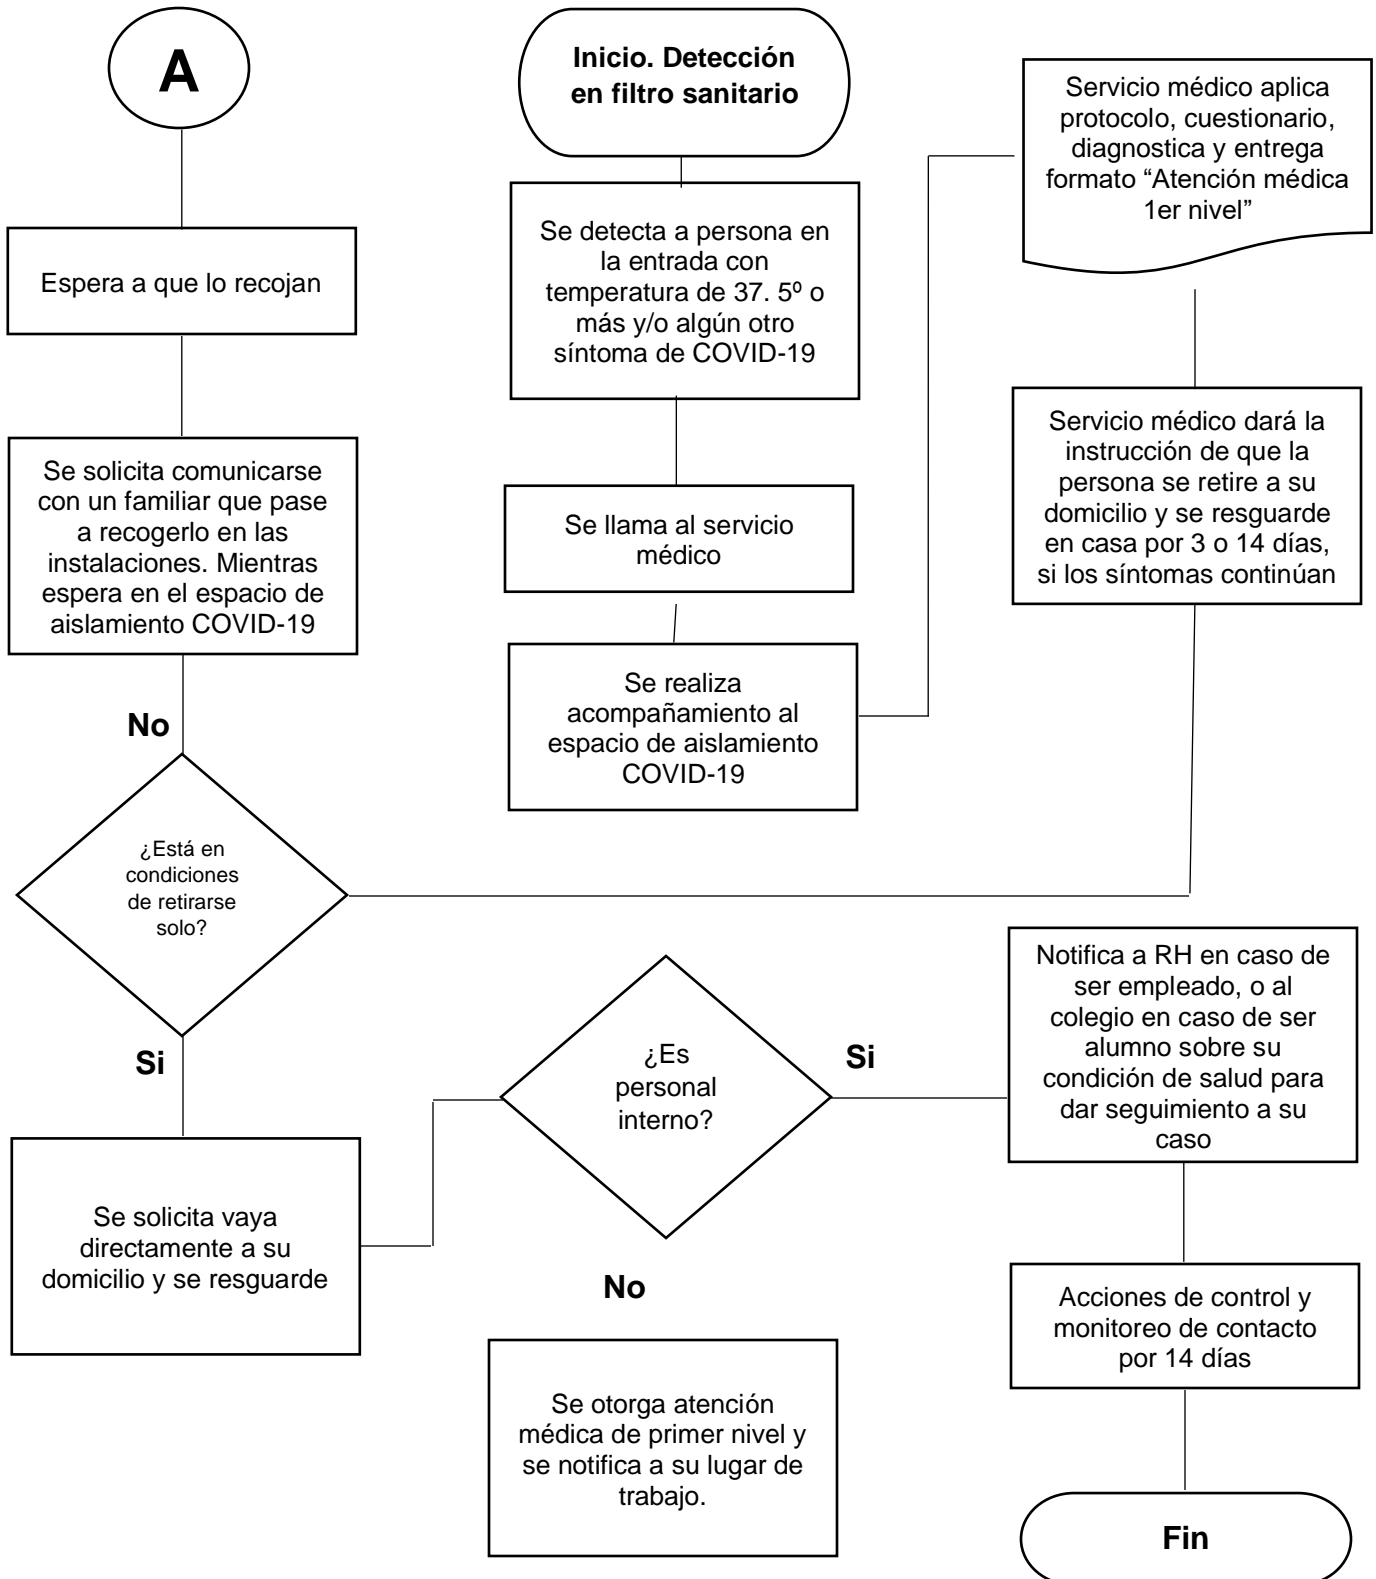 A
Espera a que lo recojan
Se solicita comunicarse
con un familiar que pase
a recogerlo en las
instalaciones. Mientras
espera en el espacio de
aislamiento COVID-19
No
¿Está en
condiciones
de retirarse
solo?
Si
Se solicita vaya
directamente a su
domicilio y se resguarde
Inicio. Detección
en filtro sanitario
Se detecta a persona en
la entrada con
temperatura de 37. 5º o
más y/o algún otro
síntoma de COVID-19
Se llama al servicio
médico
Se realiza
acompañamiento al
espacio de aislamiento
COVID-19
¿Es
personal
interno?
Si
No
Se otorga atención
médica de primer nivel y
se notifica a su lugar de
trabajo.
Servicio médico aplica
protocolo, cuestionario,
diagnostica y entrega
formato “Atención médica
1er nivel”
Servicio médico dará la
instrucción de que la
persona se retire a su
domicilio y se resguarde
en casa por 3 o 14 días,
si los síntomas continúan
Notifica a RH en caso de
ser empleado, o al
colegio en caso de ser
alumno sobre su
condición de salud para
dar seguimiento a su
caso
Acciones de control y
monitoreo de contacto
por 14 días
Fin